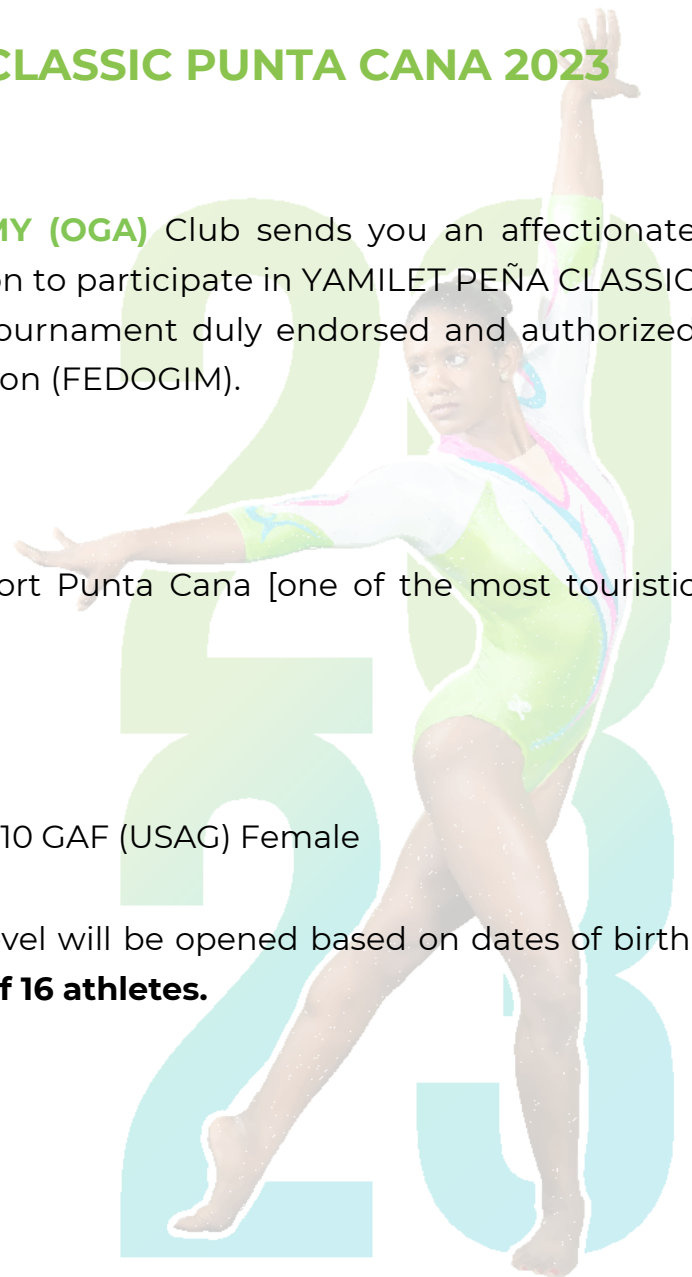 CLASSIC PUNTA CANA 2023
MY (OGA) Club sends you an affectionate
on to participate in YAMILET PEÑA CLASSIC
ournament duly endorsed and authorized
on (FEDOGIM).
ort Punta Cana [one of the most touristic
10 GAF (USAG) Female
vel will be opened based on dates of birth
f 16 athletes.
2023